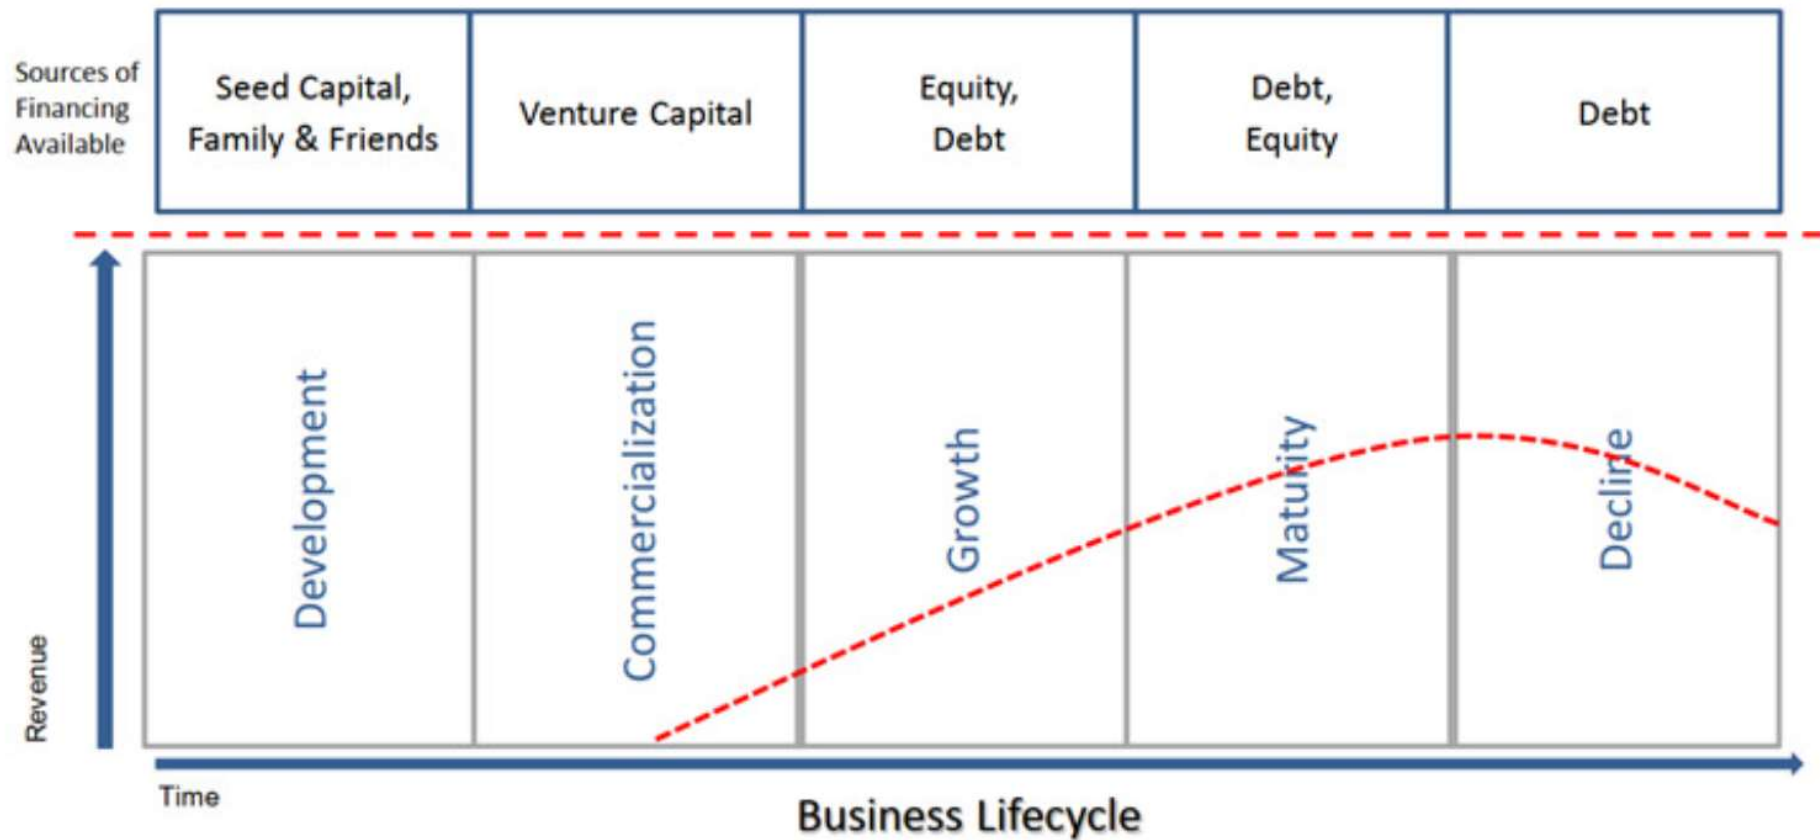 Sources of
Financing
Available
Seed Capital,
Family & Friends
Venture Capital
Equity,
Debt
Debt,
Equity
Debt
Revenue
Development
Commercialization
Growth
Maturity
Decline
Time
Business Lifecycle